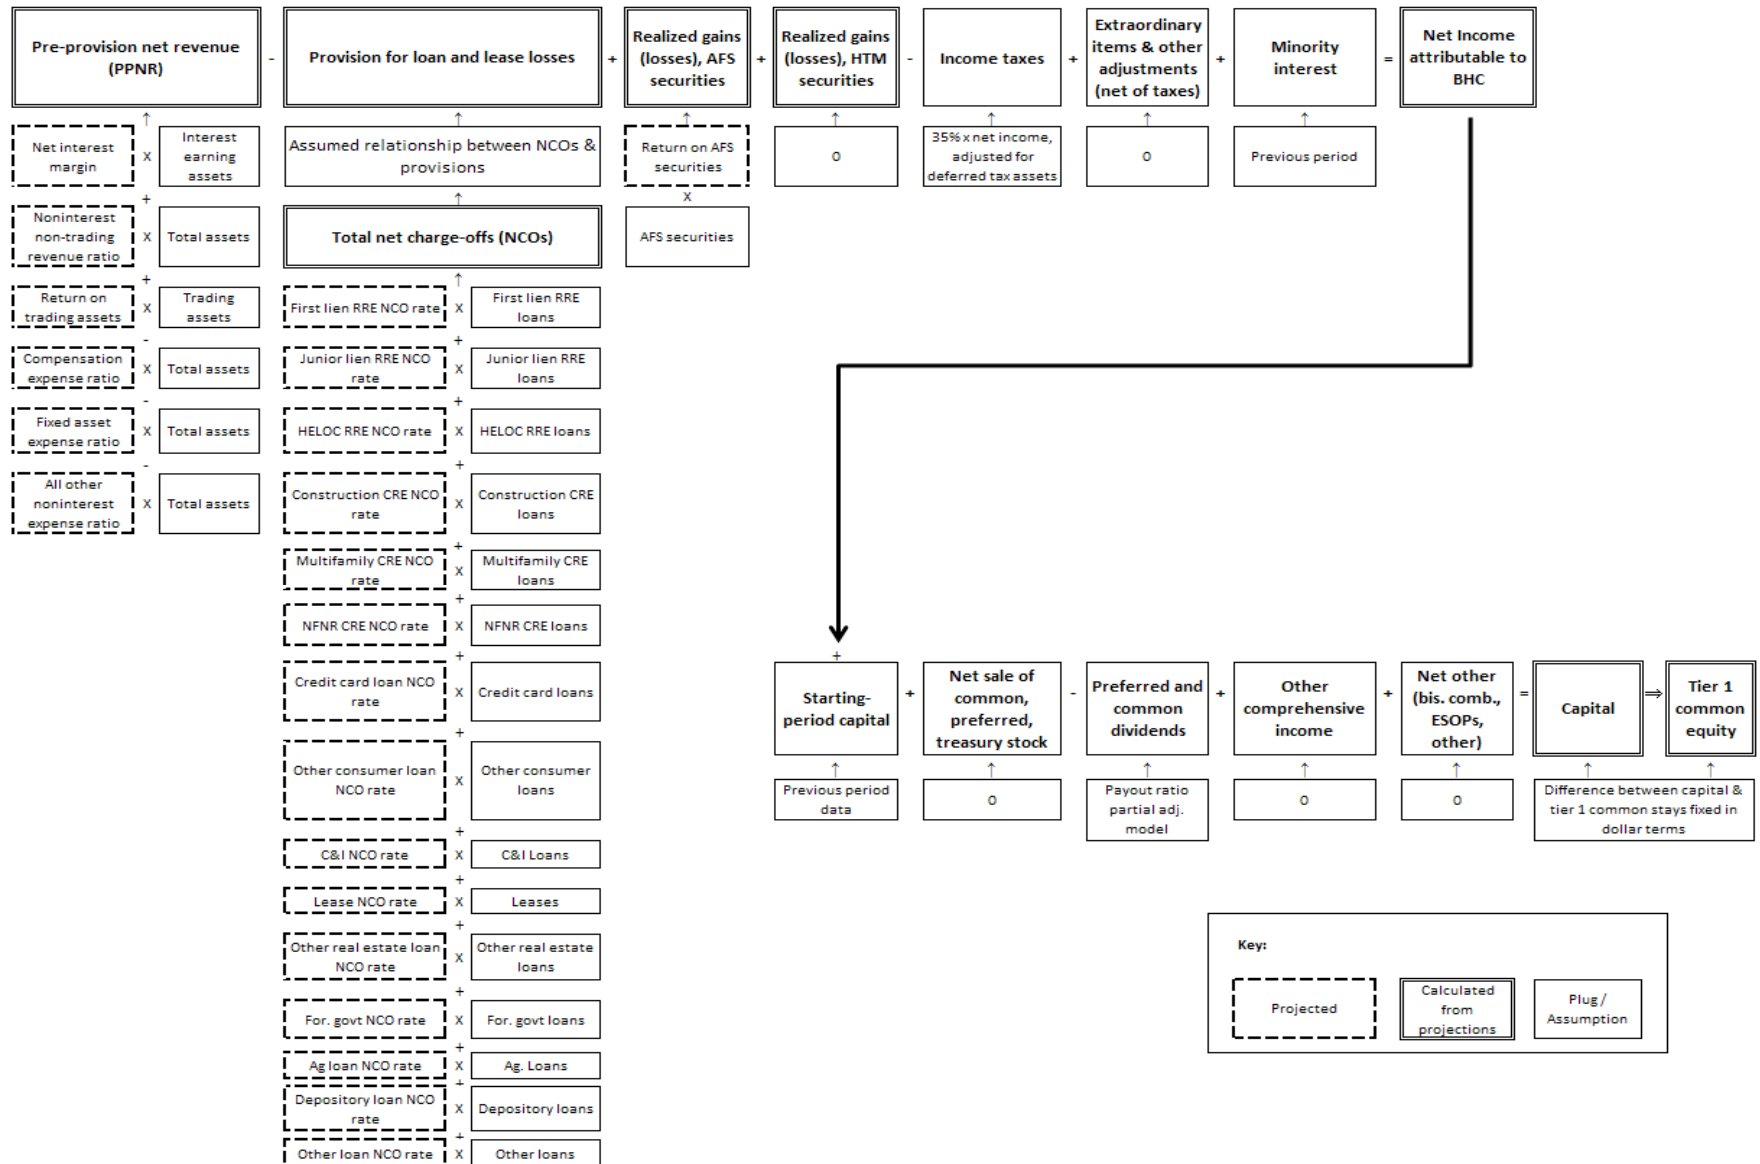 Pre-provision net revenue
(PPNR)
-
Provision for loan and lease losses
+
Realized gains
(losses), AFS
securities
+
Realized gains
(losses), HTM
securities
-
Income taxes
+
Extraordinary
items & other
adjustments
(net of taxes)
+
Minority
interest
=
Net Income
attributable to
BHC
↑
↑
↑
↑
↑
↑
↑
Net interest
margin
X
Interest
earning
assets
Assumed relationship between NCOs &
provisions
Return on AFS
securities
0
35% x net income,
adjusted for
deferred tax assets
0
Previous period
+
↑
X
Noninterest
non-trading
revenue ratio
X
Total assets
Total net charge-offs (NCOs)
AFS securities
+
↑
Return on
trading assets
X
Trading
assets
First lien RRE NCO rate
X
First lien RRE
loans
-
+
Compensation
expense ratio
X
Total assets
Junior lien RRE NCO
rate
X
Junior lien RRE
loans
-
+
Fixed asset
expense ratio
X
Total assets
HELOC RRE NCO rate
X
HELOC RRE loans
-
+
All other
noninterest
expense ratio
X
Total assets
Construction CRE NCO
rate
X
Construction CRE
loans
+
Multifamily CRE NCO
rate
X
Multifamily CRE
loans
+
NFNR CRE NCO rate
X
NFNR CRE loans
+
Credit card loan NCO
rate
X
Credit card loans
+
Other consumer loan
NCO rate
X
Other consumer
loans
+
C&I NCO rate
X
C&I Loans
+
Lease NCO rate
X
Leases
+
Other real estate loan
NCO rate
X
Other real estate
loans
+
For. govt NCO rate
X
For. govt loans
+
Ag loan NCO rate
X
Ag. Loans
+
Depository loan NCO
rate
X
Depository loans
+
Other loan NCO rate
X
Other loans
+
Starting-
period capital
+
Net sale of
common,
preferred,
treasury stock
-
Preferred and
common
dividends
+
Other
comprehensive
income
+
Net other
(bis. comb.,
ESOPs,
other)
=
Capital
⇒
Tier 1
common
equity
↑
↑
↑
↑
↑
↑
↑
Previous period
data
0
Payout ratio
partial adj.
model
0
0
Difference between capital &
tier 1 common stays fixed in
dollar terms
Key:
Projected
Calculated
from
projections
Plug /
Assumption